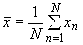 x̄ = 1/N ∑_{n=1}^{N} x_n